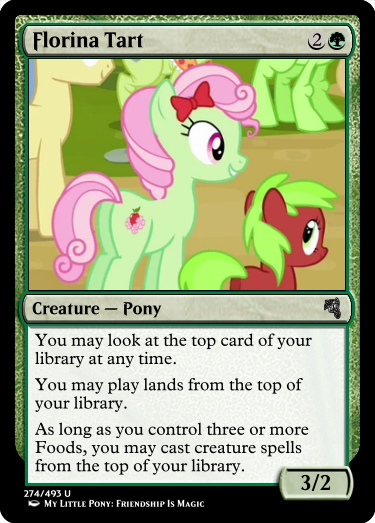 Florina Tart 2
Creature — Pony
You may look at the top card of your
library at any time.
You may play lands from the top of
your library.
As long as you control three or more
Foods, you may cast creature spells
from the top of your library.
3/2
274/493 U
My Little Pony: Friendship Is Magic